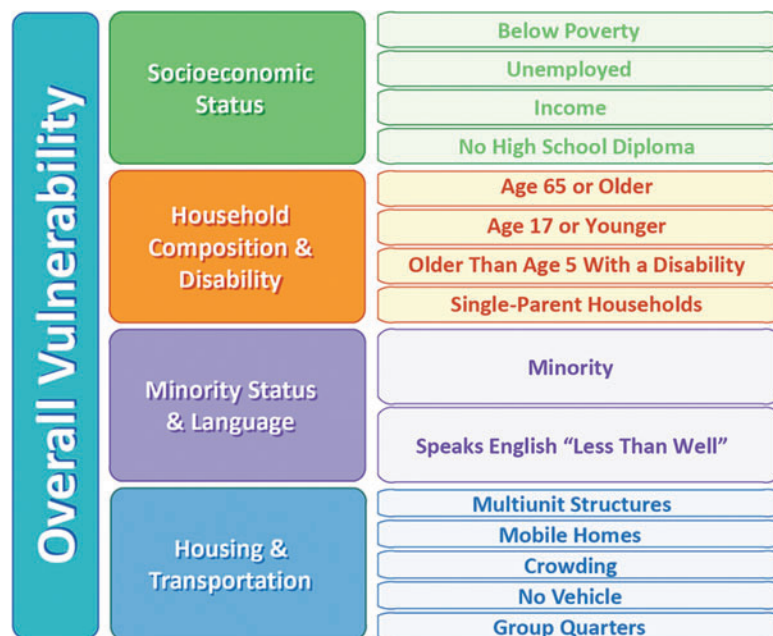 Overall Vulnerability
Socioeconomic
Status
Below Poverty
Unemployed
Income
No High School Diploma
Household
Composition &
Disability
Age 65 or Older
Age 17 or Younger
Older Than Age 5 With a Disability
Single-Parent Households
Minority Status
& Language
Minority
Speaks English “Less Than Well”
Housing &
Transportation
Multiunit Structures
Mobile Homes
Crowding
No Vehicle
Group Quarters